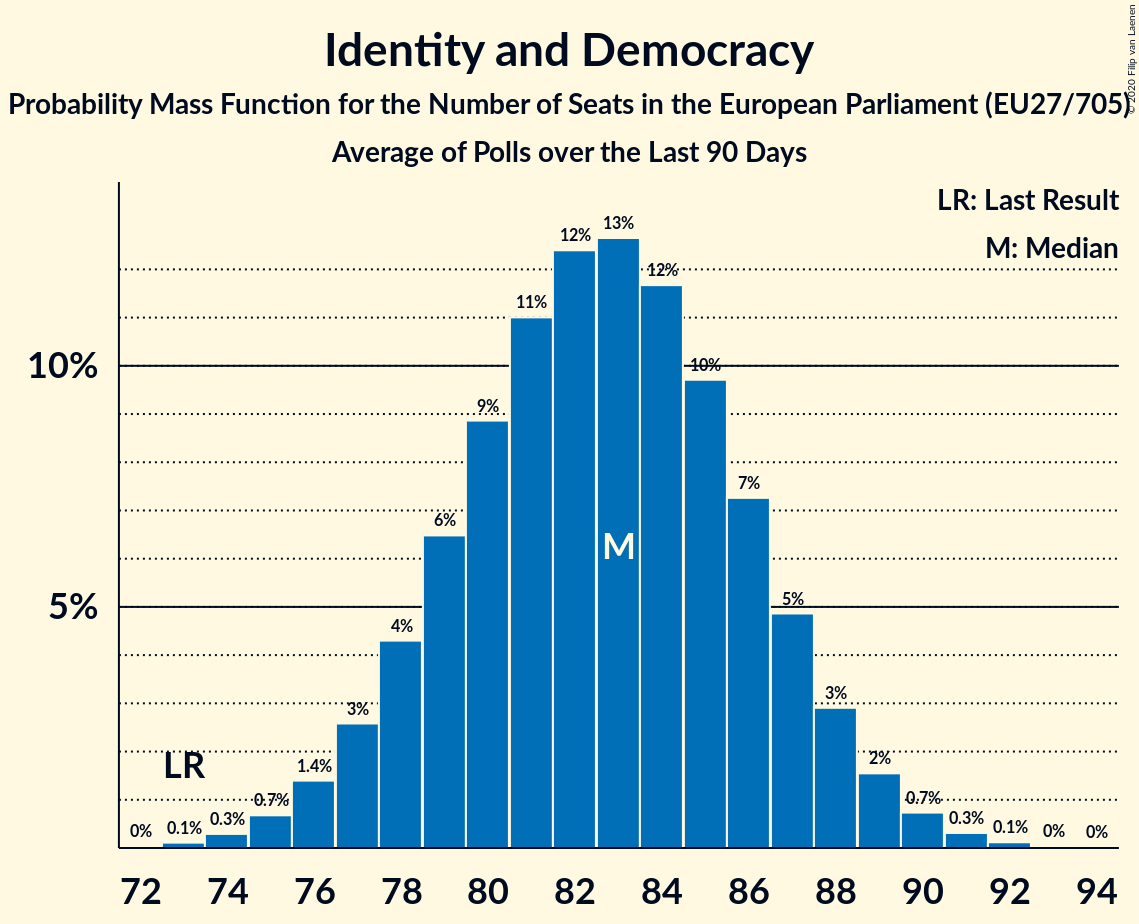 Identity and Democracy
Probability Mass Function for the Number of Seats in the European Parliament (EU27/705)
Average of Polls over the Last 90 Days
© 2020 Filip van Laenen
LR: Last Result
M: Median
10%
5%
0%
0.1%
0.3%
0.7%
1.4%
3%
4%
6%
9%
11%
12%
13%
12%
10%
7%
5%
3%
2%
0.7%
0.3%
0.1%
0%
0%
LR
M
72 74 76 78 80 82 84 86 88 90 92 94